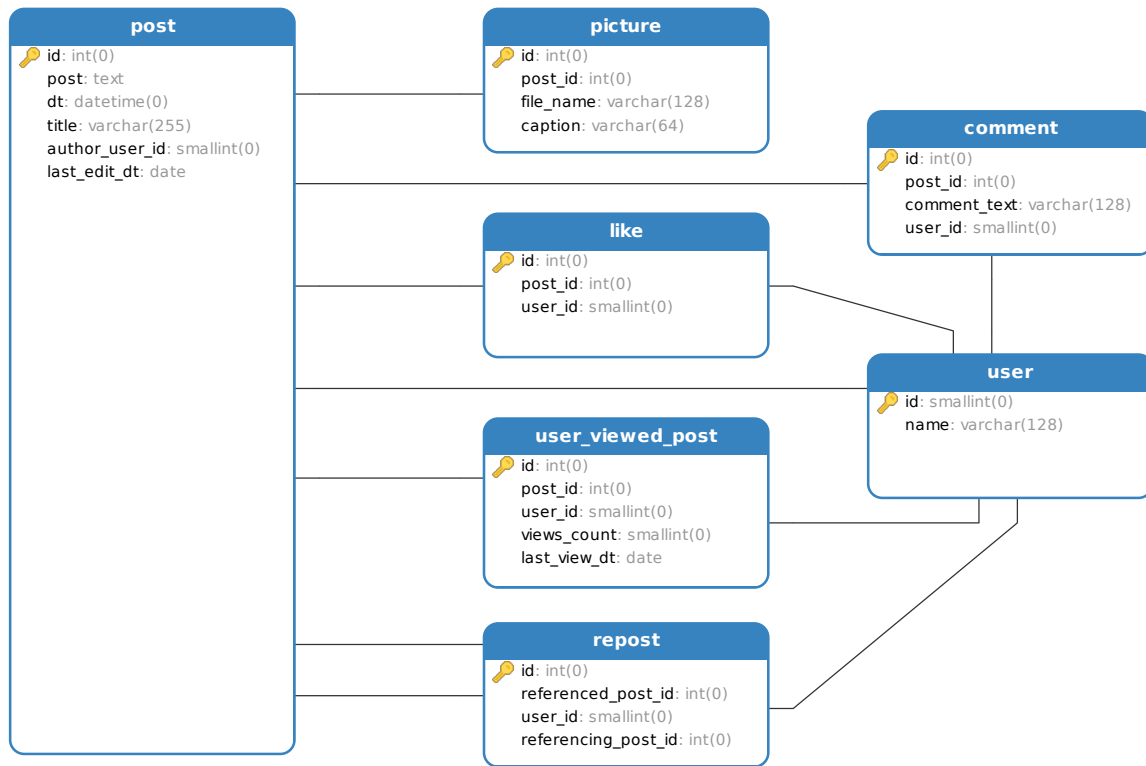 post
id: int(0)
post: text
dt: datetime(0)
title: varchar(255)
author_user_id: smallint(0)
last_edit_dt: date
picture
id: int(0)
post_id: int(0)
file_name: varchar(128)
caption: varchar(64)
comment
id: int(0)
post_id: int(0)
comment_text: varchar(128)
user_id: smallint(0)
like
id: int(0)
post_id: int(0)
user_id: smallint(0)
user
id: smallint(0)
name: varchar(128)
user_viewed_post
id: int(0)
post_id: int(0)
user_id: smallint(0)
views_count: smallint(0)
last_view_dt: date
repost
id: int(0)
referenced_post_id: int(0)
user_id: smallint(0)
referencing_post_id: int(0)